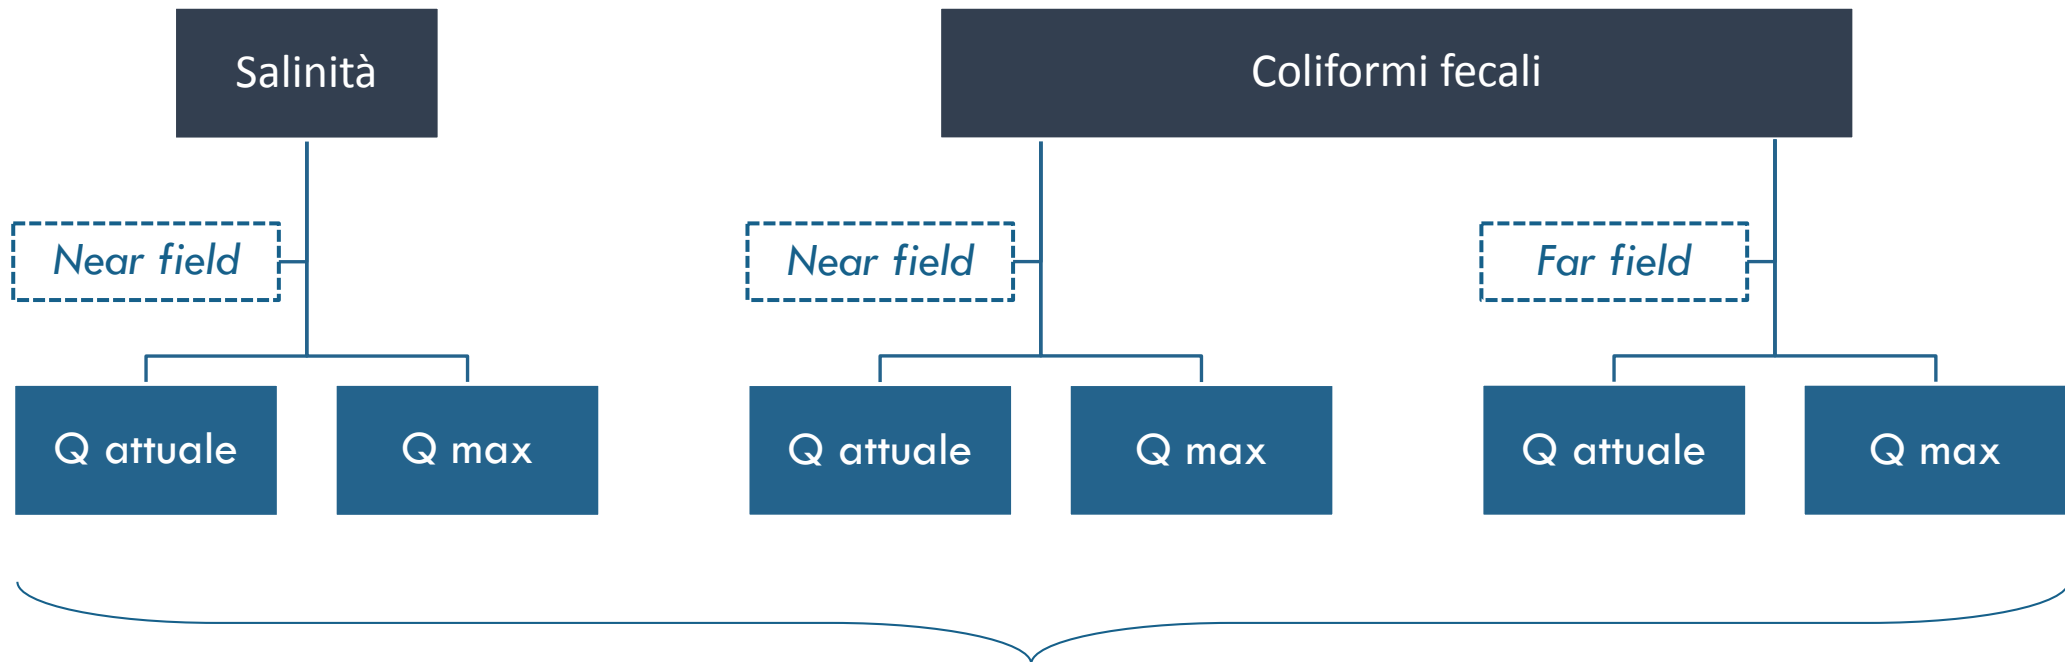 Salinità
Coliformi fecali
Near field
Near field
Far field
Q attuale
Q max
Q attuale
Q max
Q attuale
Q max